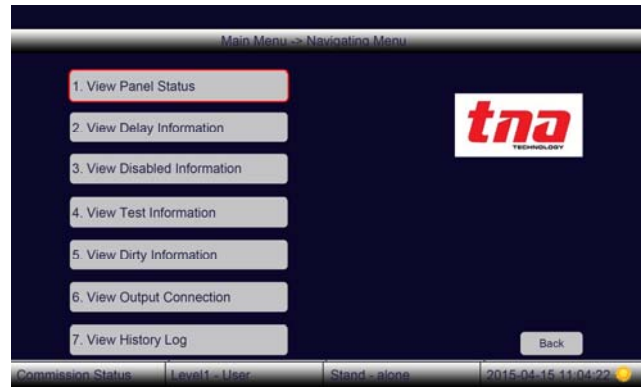 Main Menu -> Navigating Menu
1. View Panel Status
2. View Delay Information
3. View Disabled Information
4. View Test Information
5. View Dirty Information
6. View Output Connection
7. View History Log
tna
TECHNOLOGY
Back
Commission Status Level1 - User Stand - alone 2015-04-15 11:04:22